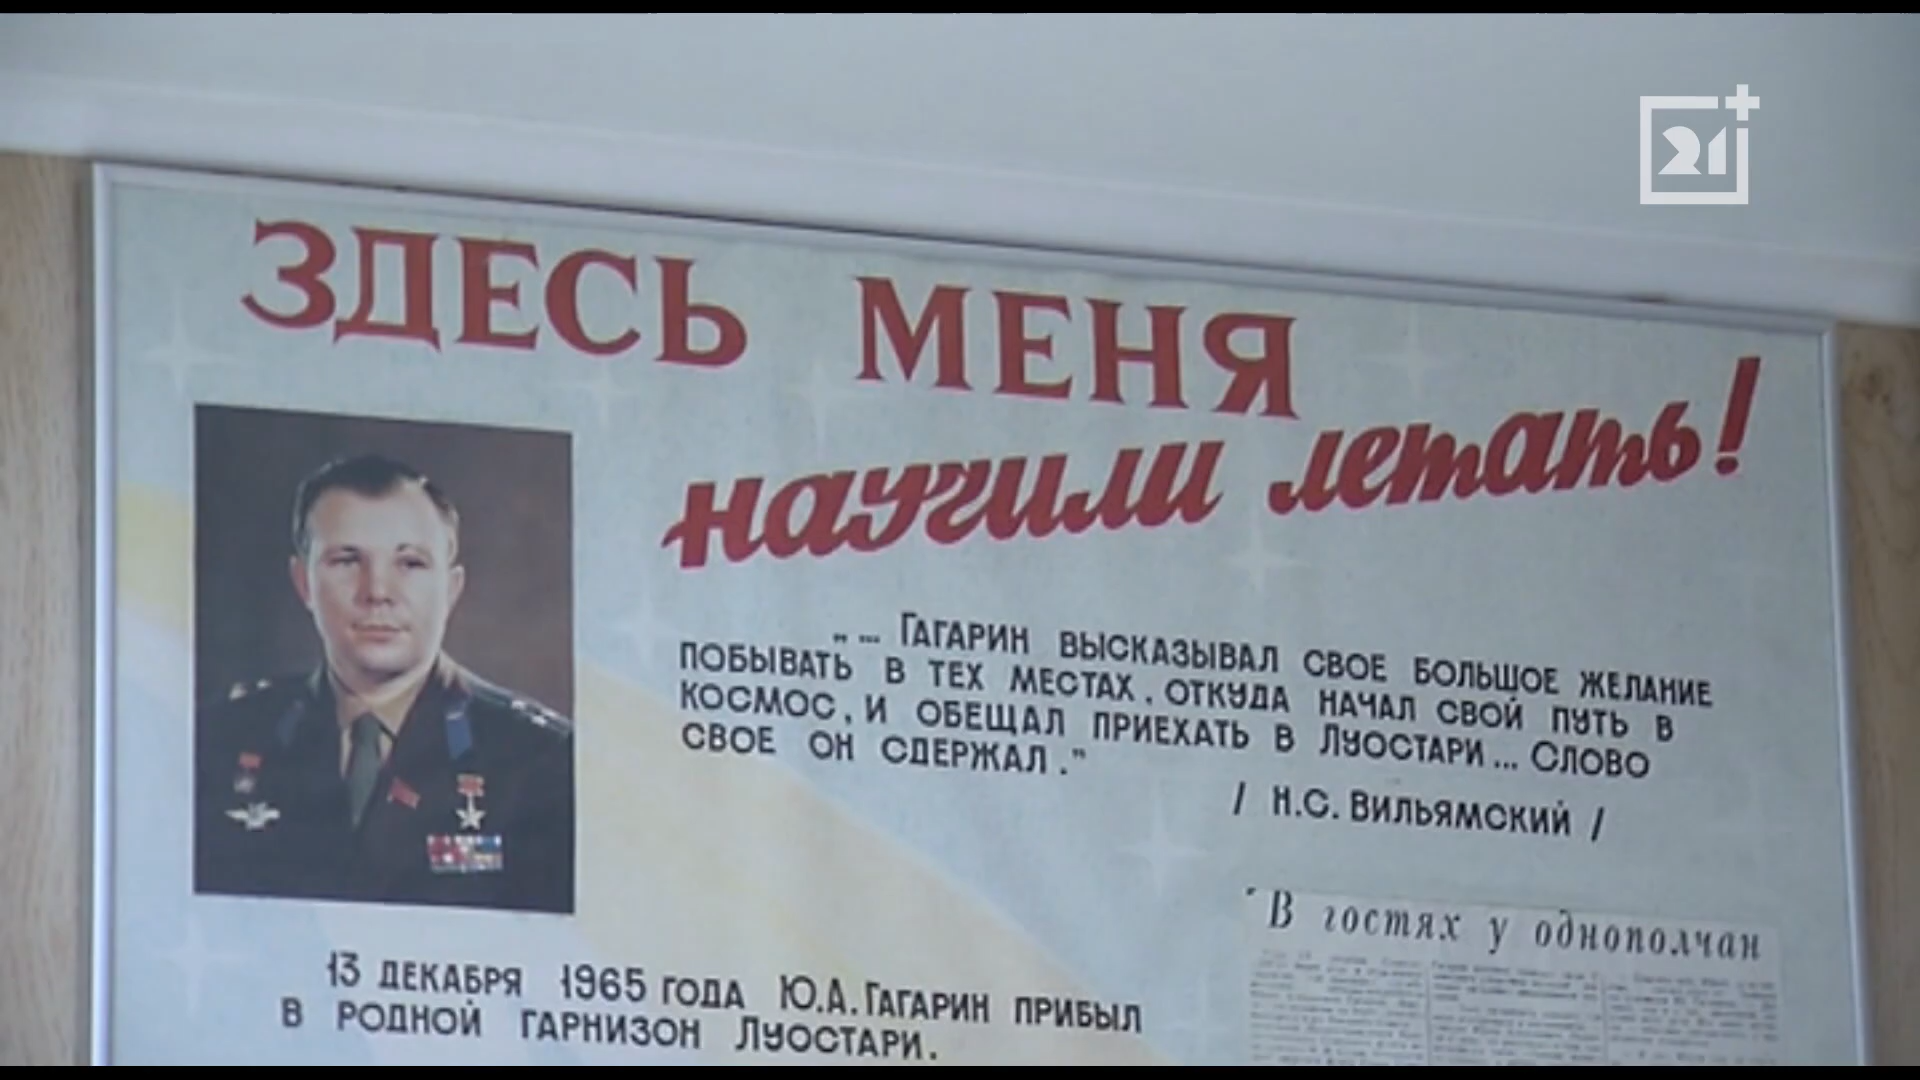 21+
ЗДЕСЬ МЕНЯ
научили летать!
„... ГАГАРИН ВЫСКАЗЫВАЛ СВОЕ БОЛЬШОЕ ЖЕЛАНИЕ
ПОБЫВАТЬ В ТЕХ МЕСТАХ, ОТКУДА НАЧАЛ СВОЙ ПУТЬ В
КОСМОС, И ОБЕЩАЛ ПРИЕХАТЬ В ЛУОСТАРИ... СЛОВО
СВОЕ ОН СДЕРЖАЛ."
/ Н.С. ВИЛЬЯМСКИЙ /
13 ДЕКАБРЯ 1965 ГОДА Ю.А. ГАГАРИН ПРИБЫЛ
В РОДНОЙ ГАРНИЗОН ЛУОСТАРИ.
В гостях у однополчан